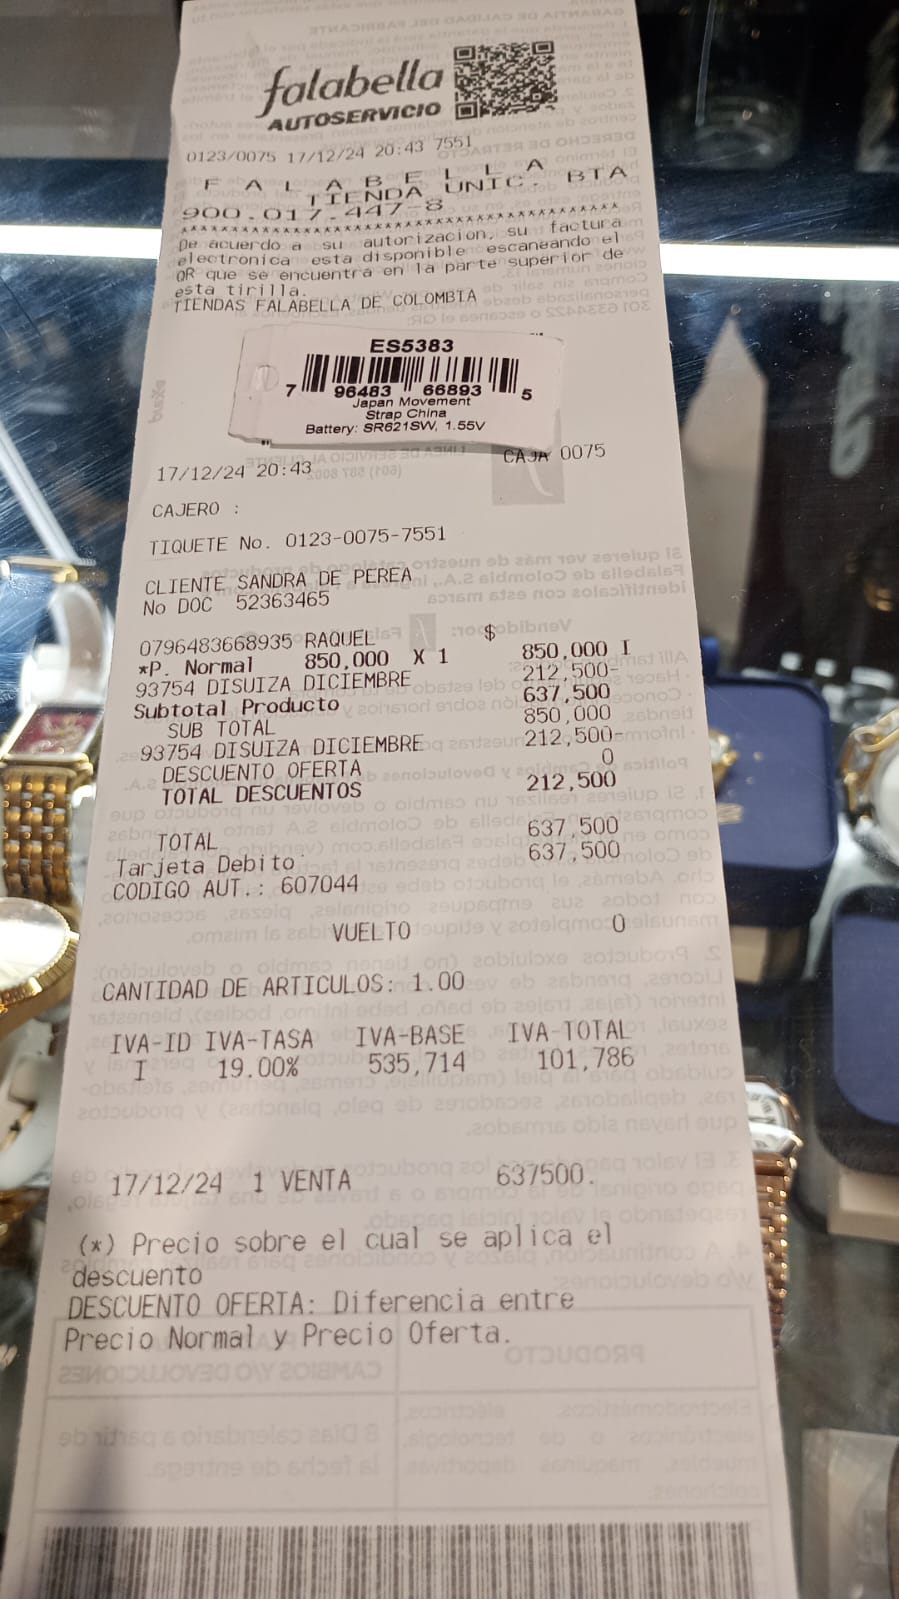 falabella
AUTOSERVICIO
0123/0075 17/12/24 20:43 7551
F A L A B E L L A
TIENDA UNIC. BTA
900.017.447-8
De acuerdo a su autorizacion, su factura
electronica esta disponible escaneando el
QR que se encuentra en la parte superior de
esta tirilla.
TIENDAS FALABELLA DE COLOMBIA
ES5383
7 96483 66893 5
Japan Movement
Strap China
Battery: SR621SW, 1.55V
17/12/24 20:43 CAJA 0075
CAJERO :
TIQUETE No. 0123-0075-7551
CLIENTE SANDRA DE PEREA
No DOC 52363465
0796483668935 RAQUEL $
*P. Normal 850,000 X 1 850,000 I
93754 DISUIZA DICIEMBRE 212,500-
Subtotal Producto 637,500
SUB TOTAL 850,000
93754 DISUIZA DICIEMBRE 212,500-
DESCUENTO OFERTA 0
TOTAL DESCUENTOS 212,500
TOTAL 637,500
Tarjeta Debito 637,500
CODIGO AUT.: 607044
VUELTO 0
CANTIDAD DE ARTICULOS: 1.00
IVA-ID IVA-TASA IVA-BASE IVA-TOTAL
I 19.00% 535,714 101,786
17/12/24 1 VENTA 637500.
(*) Precio sobre el cual se aplica el
descuento
DESCUENTO OFERTA: Diferencia entre
Precio Normal y Precio Oferta.